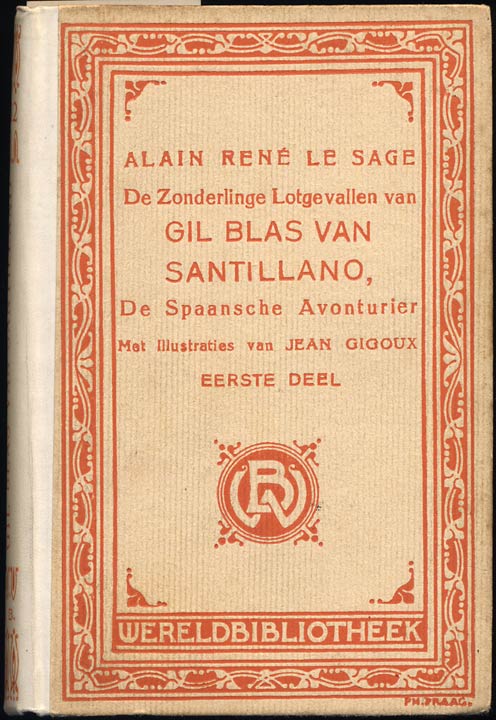 ALAIN RENÉ LE SAGE
De Zonderlinge Lotgevallen van
GIL BLAS VAN
SANTILLANO,
De Spaansche Avonturier
Met Illustraties van JEAN GIGOUX
EERSTE DEEL
WB
WERELDBIBLIOTHEEK
PH. PRAAG.